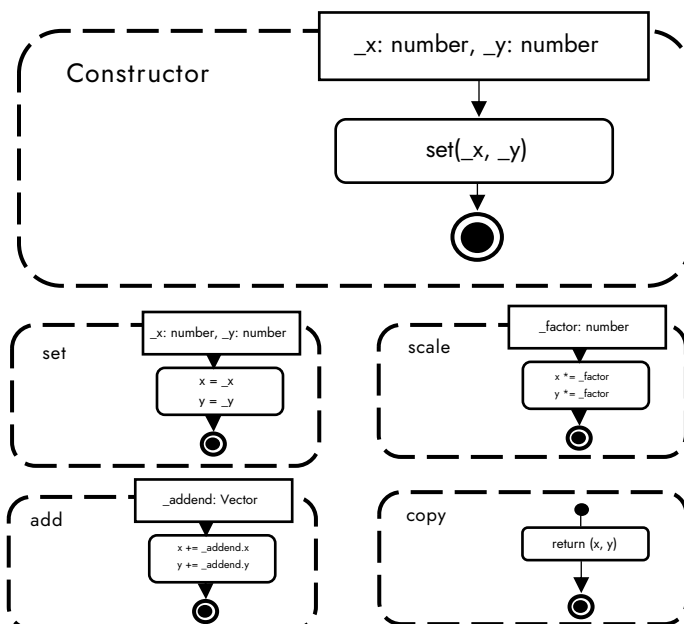 Constructor
_x: number, _y: number
set(_x, _y)
set
_x: number, _y: number
x = _x
y = _y
scale
_factor: number
x *= _factor
y *= _factor
add
_addend: Vector
x += _addend.x
y += _addend.y
copy
return (x, y)